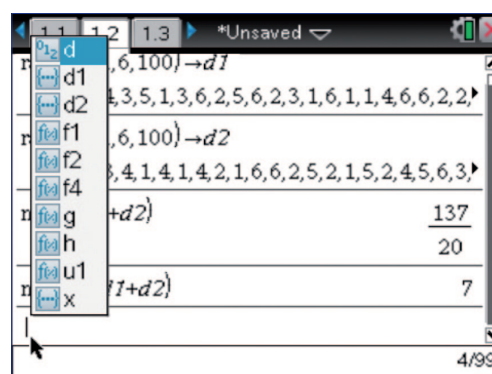 1.1 1.2 1.3 *Unsaved
r ,6,100)→d1
4,3,5,1,3,6,2,5,6,2,3,1,6,1,1,4,6,6,2,2,
r ,6,100)→d2
,4,1,4,1,4,2,1,6,6,2,5,2,1,5,2,4,5,6,3,
+d2) 137
20
1+d2) 7
d
d1
d2
f(x) f1
f(x) f2
f(x) f4
f(x) g
f(x) h
f(x) u1
x
4/99